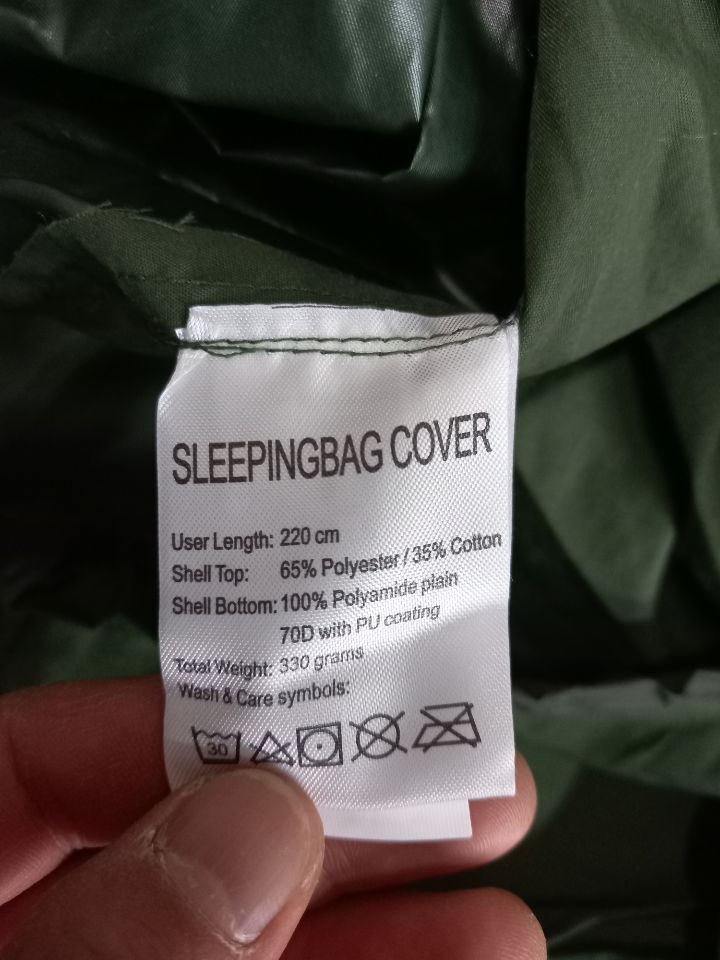 SLEEPINGBAG COVER
User Length: 220 cm
Shell Top: 65% Polyester / 35% Cotton
Shell Bottom: 100% Polyamide plain
70D with PU coating
Total Weight: 330 grams
Wash & Care symbols:
30